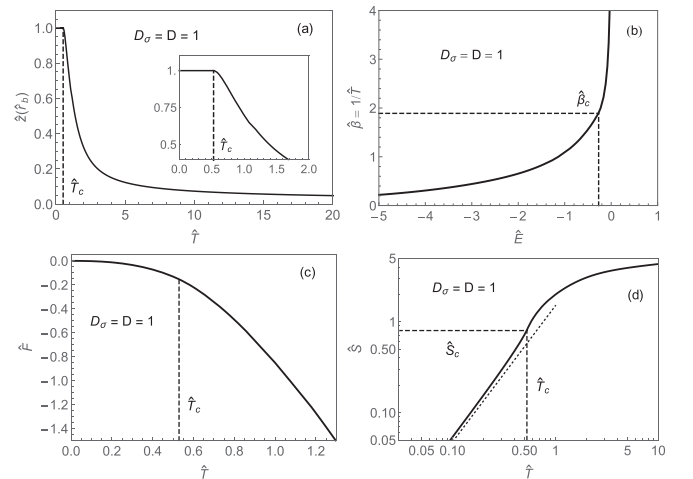 (a)
D_σ = D = 1
1.0
0.8
0.6
0.4
0.2
0.0
ẑ(r̂_b)
1.
0.75
0.5
0.0 0.5 1.0 1.5 2.0
T̂_c
T̂_c
0 5 10 15 20
T̂
(b)
D_σ = D = 1
4
3
2
1
0
β̂ = 1/T̂
β̂_c
−5 −4 −3 −2 −1 0 1
Ê
(c)
D_σ = D = 1
0.0
−0.2
−0.4
−0.6
−0.8
−1.0
−1.2
−1.4
F̂
T̂_c
0.0 0.2 0.4 0.6 0.8 1.0 1.2
T̂
(d)
D_σ = D = 1
5
1
0.50
0.10
0.05
Ŝ
Ŝ_c
T̂_c
0.05 0.10 0.50 1 5 10
T̂